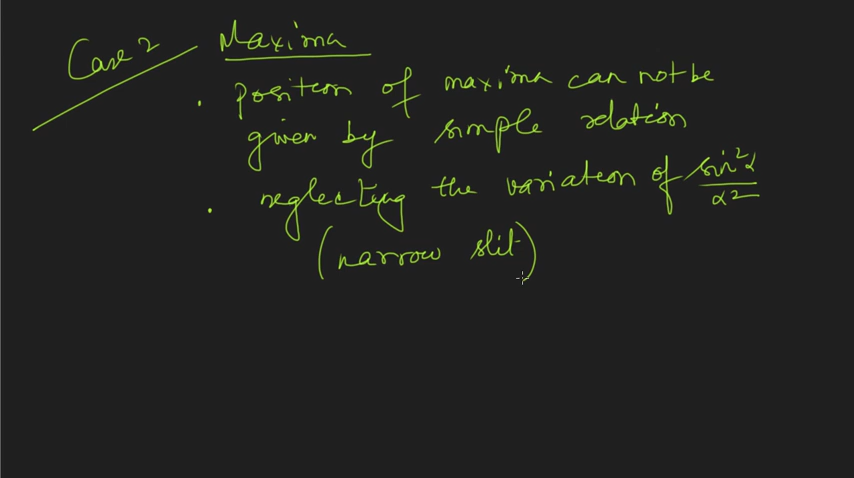 Case 2 Maxima
. position of maxima can not be
given by simple relation
. neglecting the variation of sin²α/α²
(narrow slit)